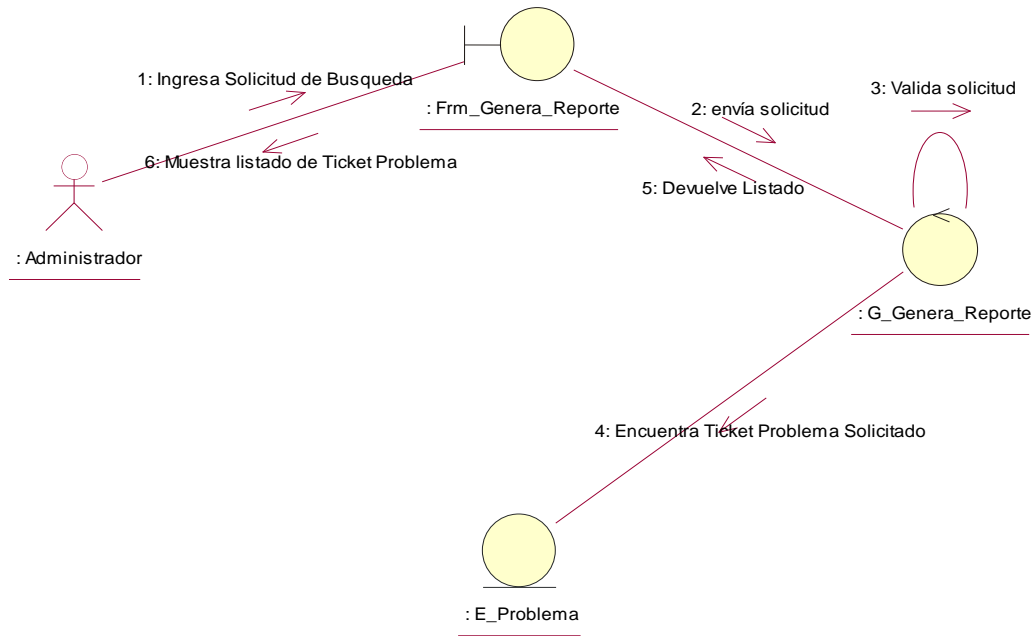 1: Ingresa Solicitud de Busqueda
: Frm_Genera_Reporte
3: Valida solicitud
2: envía solicitud
6: Muestra listado de Ticket Problema
5: Devuelve Listado
: Administrador
: G_Genera_Reporte
4: Encuentra Ticket Problema Solicitado
: E_Problema